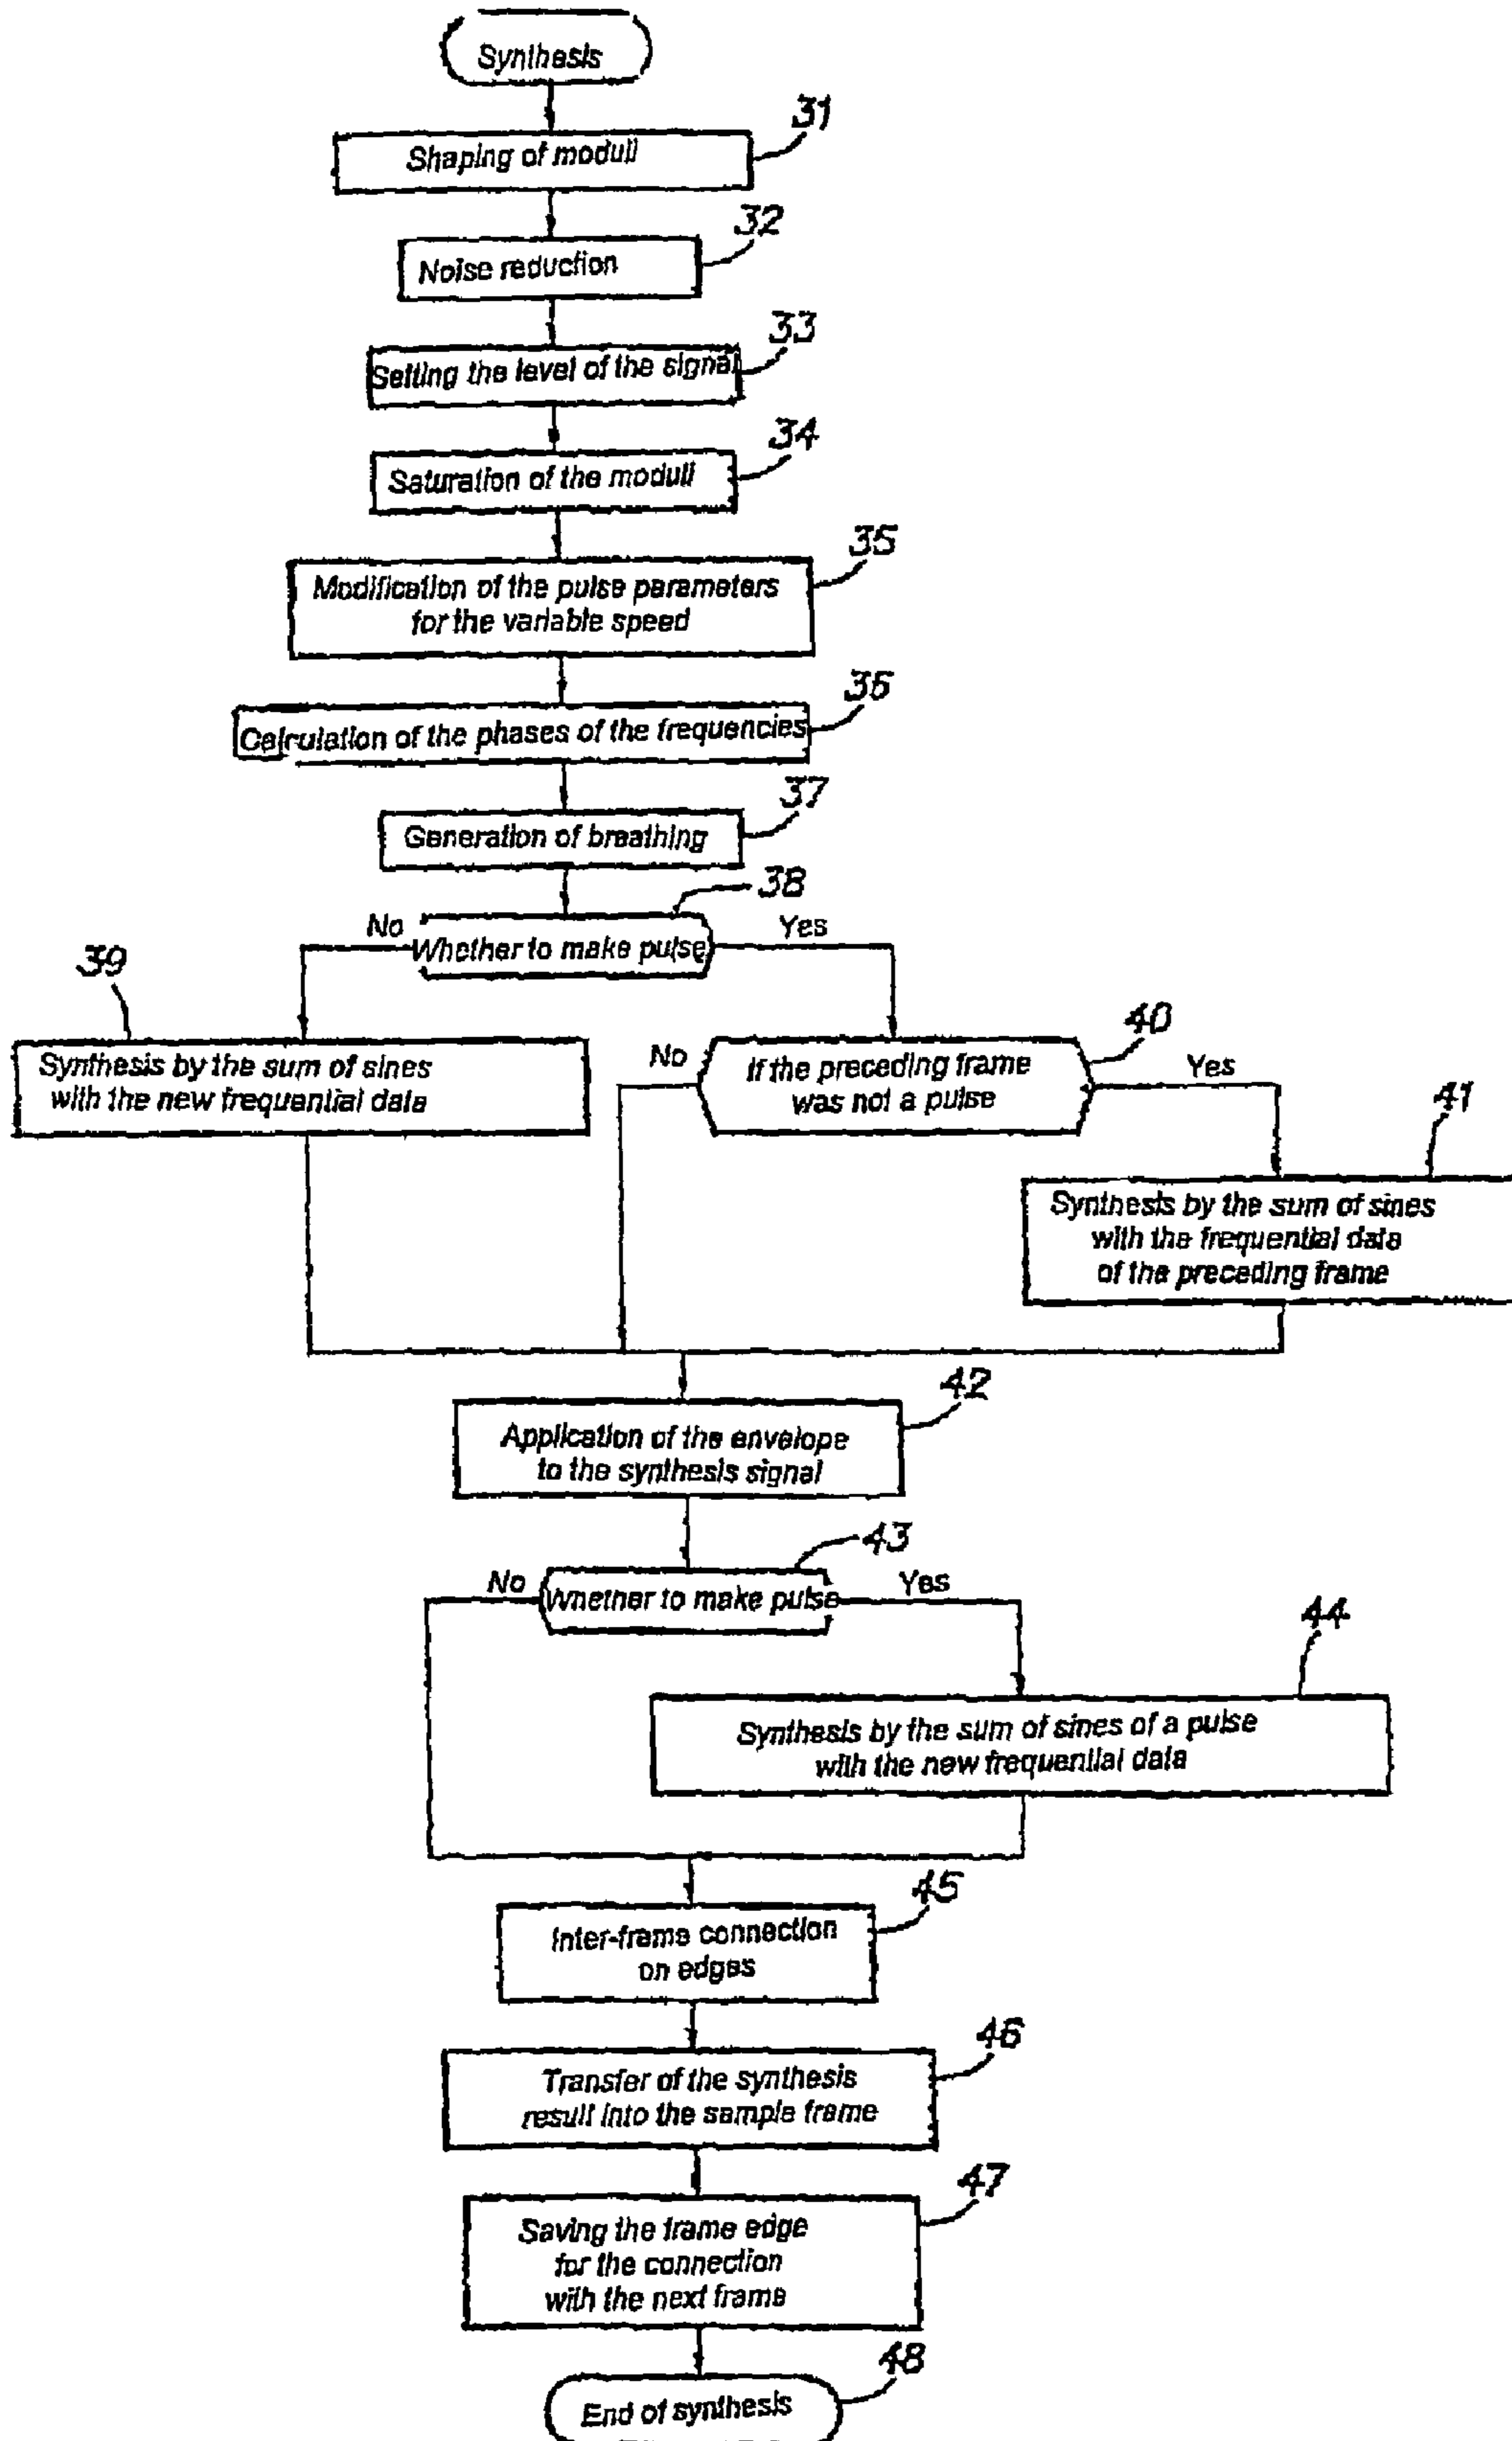 Synthesis
31
Shaping of moduli
32
Noise reduction
33
Setting the level of the signal
34
Saturation of the moduli
35
Modification of the pulse parameters
for the variable speed
36
Calculation of the phases of the frequencies
37
Generation of breathing
38
No
Whether to make pulse
Yes
39
40
Synthesis by the sum of sines
with the new frequential data
No
If the preceding frame
was not a pulse
Yes
41
Synthesis by the sum of sines
with the frequential data
of the preceding frame
42
Application of the envelope
to the synthesis signal
43
No
Whether to make pulse
Yes
44
Synthesis by the sum of sines of a pulse
with the new frequential data
45
Inter-frame connection
on edges
46
Transfer of the synthesis
result into the sample frame
47
Saving the frame edge
for the connection
with the next frame
48
End of synthesis